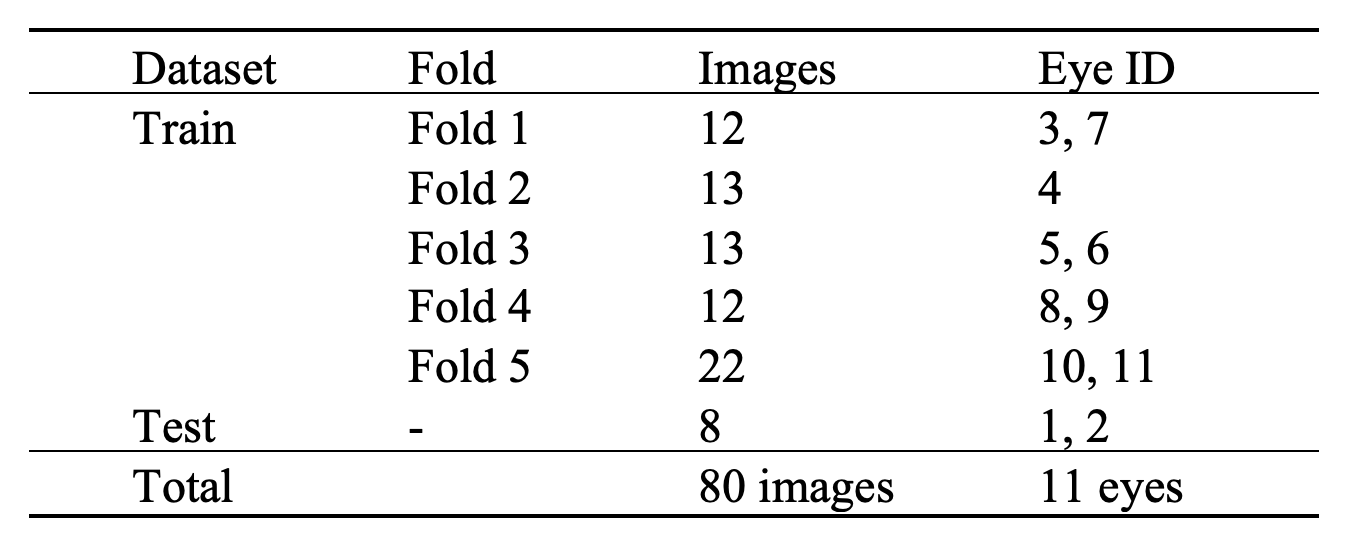 Dataset Fold Images Eye ID
Train Fold 1 12 3, 7
Fold 2 13 4
Fold 3 13 5, 6
Fold 4 12 8, 9
Fold 5 22 10, 11
Test - 8 1, 2
Total 80 images 11 eyes